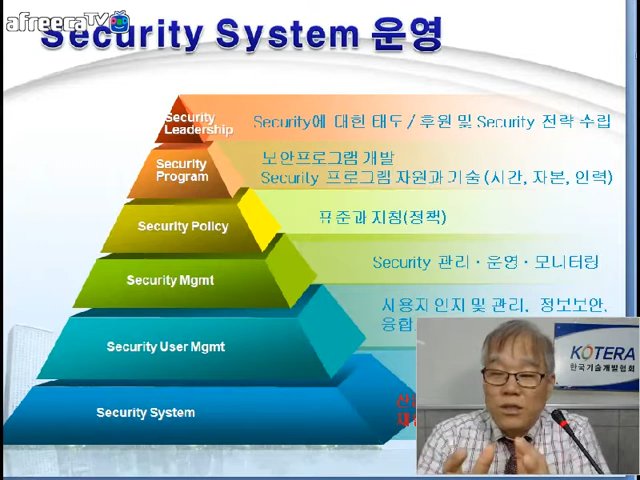 afreecaTV
Security System 운영
Security
Leadership
Security에 대한 태도 / 후원 및 Security 전략 수립
Security
Program
보안프로그램 개발
Security 프로그램 자원과 기술(시간, 자본, 인력)
Security Policy
표준과 지침(정책)
Security Mgmt
Security 관리·운영·모니터링
Security User Mgmt
사용자 인지 및 관리, 정보보안,
융합
Security System
KOTERA
한국기술개발협회